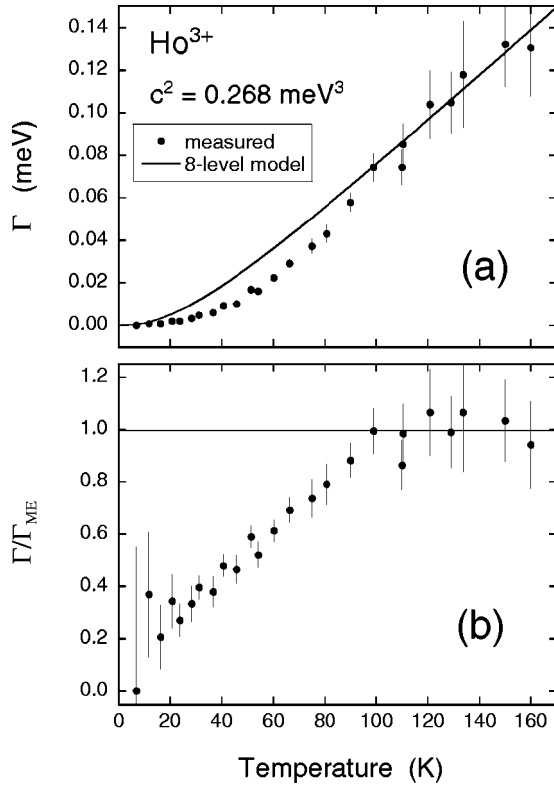 Ho³⁺
c² = 0.268 meV³
measured
8-level model
Γ (meV)
0.14
0.12
0.10
0.08
0.06
0.04
0.02
0.00
(a)
Γ/Γ_ME
1.2
1.0
0.8
0.6
0.4
0.2
0.0
(b)
0 20 40 60 80 100 120 140 160
Temperature (K)